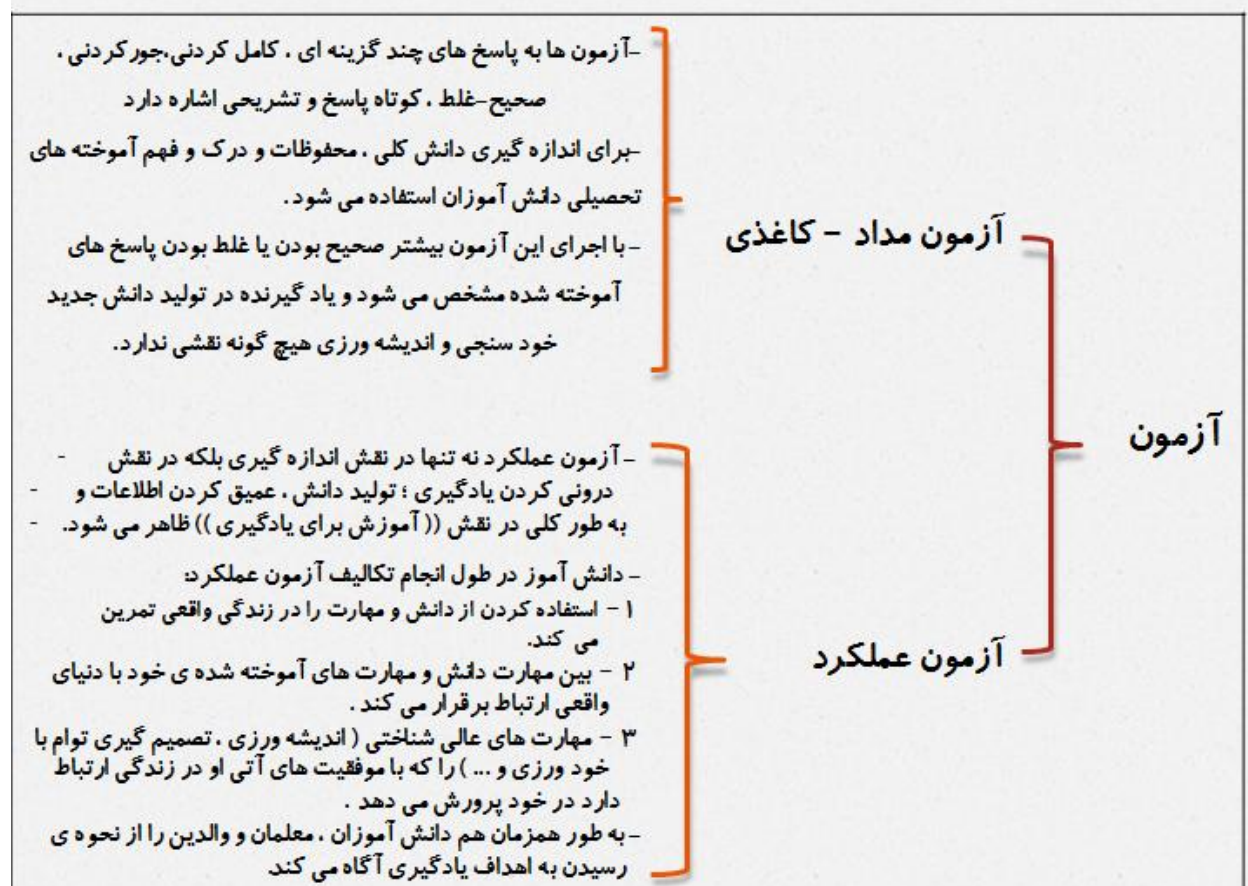 آزمون
آزمون مداد - کاغذی
-آزمون ها به پاسخ های چند گزینه ای ، کامل کردنی،جورکردنی ،
صحیح-غلط ، کوتاه پاسخ و تشریحی اشاره دارد
-برای اندازه گیری دانش کلی ، محفوظات و درک و فهم آموخته های
تحصیلی دانش آموزان استفاده می شود .
- با اجرای این آزمون بیشتر صحیح بودن یا غلط بودن پاسخ های
آموخته شده مشخص می شود و یاد گیرنده در تولید دانش جدید
خود سنجی و اندیشه ورزی هیچ گونه نقشی ندارد.
آزمون عملکرد
- آزمون عملکرد نه تنها در نقش اندازه گیری بلکه در نقش -
درونی کردن یادگیری ؛ تولید دانش ، عمیق کردن اطلاعات و -
به طور کلی در نقش (( آموزش برای یادگیری )) ظاهر می شود. -
- دانش آموز در طول انجام تکالیف آزمون عملکرد:
۱ - استفاده کردن از دانش و مهارت را در زندگی واقعی تمرین
می کند.
۲ - بین مهارت دانش و مهارت های آموخته شده ی خود با دنیای
واقعی ارتباط برقرار می کند .
۳ - مهارت های عالی شناختی ( اندیشه ورزی ، تصمیم گیری توام با
خود ورزی و ... ) را که با موفقیت های آتی او در زندگی ارتباط
دارد در خود پرورش می دهد .
- به طور همزمان هم دانش آموزان ، معلمان و والدین را از نحوه ی
رسیدن به اهداف یادگیری آگاه می کند.